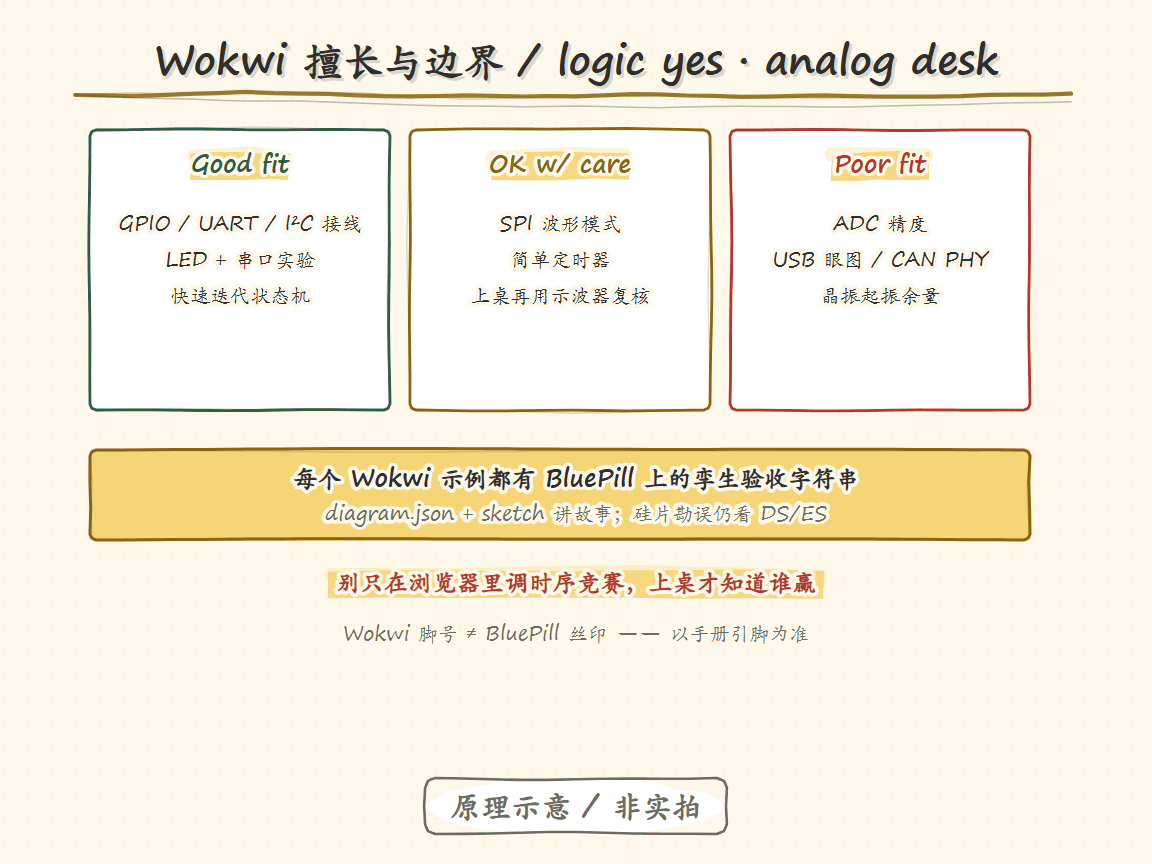 Wokwi 擅长与边界 / logic yes · analog desk
Good fit
GPIO / UART / I²C 接线
LED + 串口实验
快速迭代状态机
OK w/ care
SPI 波形模式
简单定时器
上桌再用示波器复核
Poor fit
ADC 精度
USB 眼图 / CAN PHY
晶振起振余量
每个 Wokwi 示例都有 BluePill 上的孪生验收字符串
diagram.json + sketch 讲故事；硅片勘误仍看 DS/ES
别只在浏览器里调时序竞赛，上桌才知道谁赢
Wokwi 脚号 ≠ BluePill 丝印 —— 以手册引脚为准
原理示意 / 非实拍